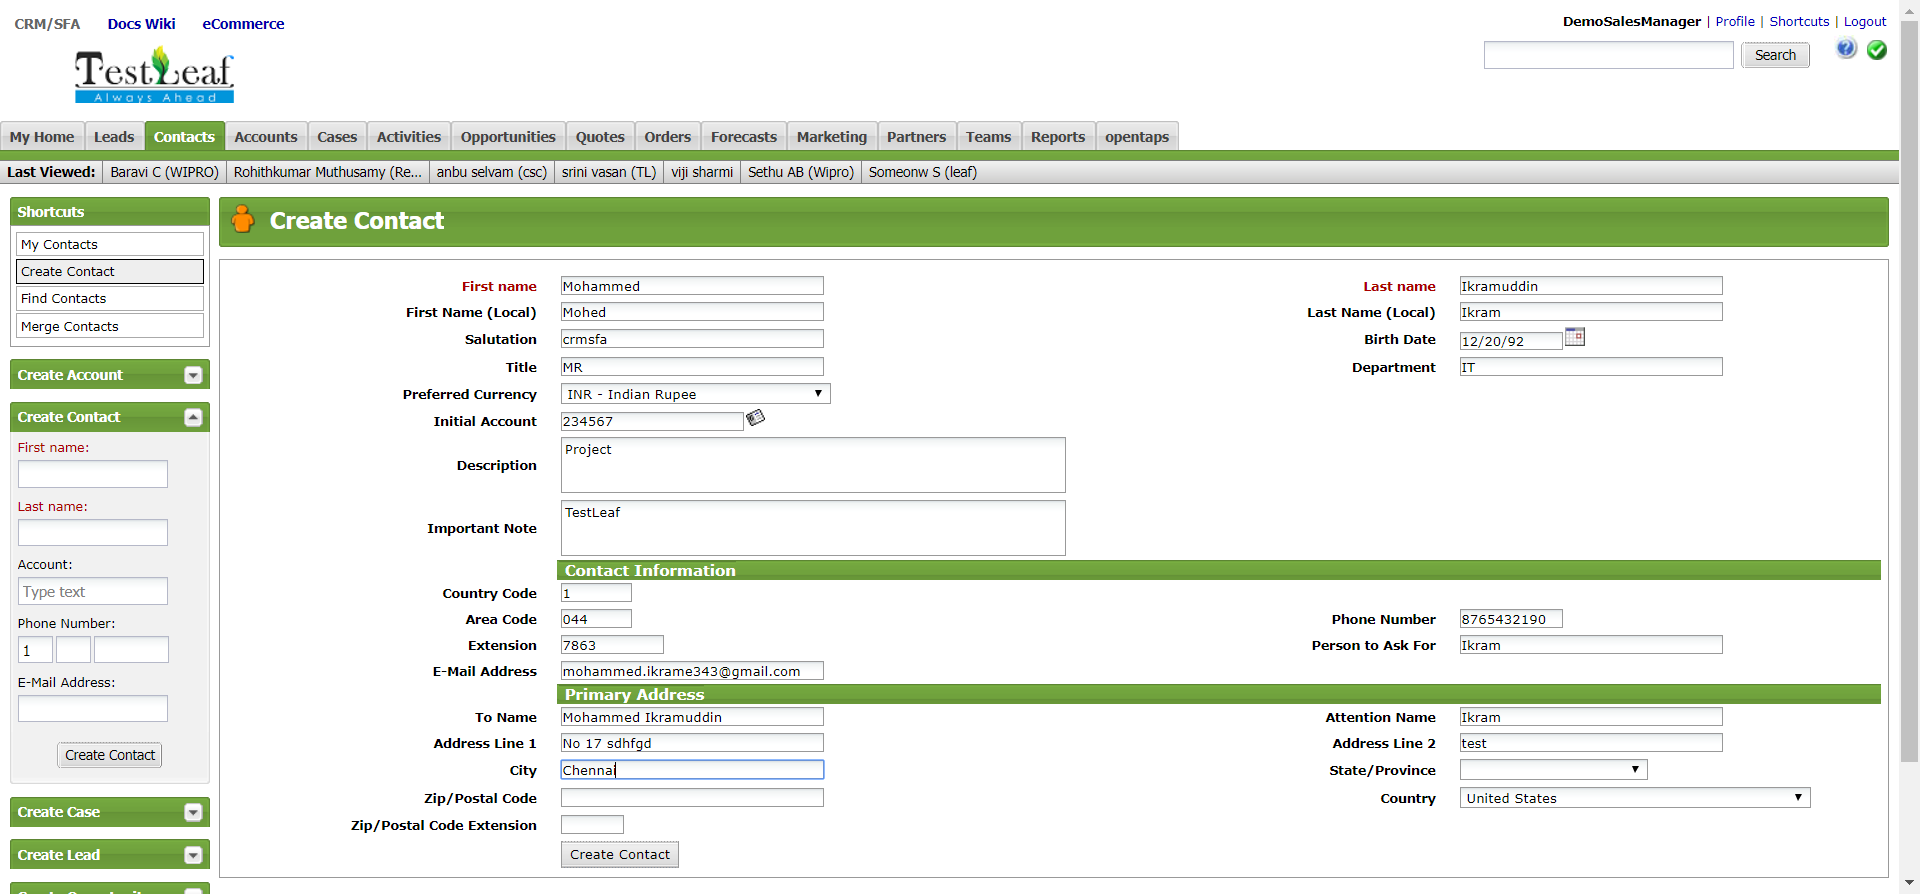 CRM/SFA Docs Wiki eCommerce
DemoSalesManager | Profile | Shortcuts | Logout
Search
TestLeaf
Always Ahead
My Home Leads Contacts Accounts Cases Activities Opportunities Quotes Orders Forecasts Marketing Partners Teams Reports opentaps
Last Viewed: Baravi C (WIPRO) Rohithkumar Muthusamy (Re... anbu selvam (csc) srini vasan (TL) viji sharmi Sethu AB (Wipro) Someonw S (leaf)
Shortcuts
My Contacts
Create Contact
Find Contacts
Merge Contacts
Create Account
Create Contact
First name:
Last name:
Account:
Type text
Phone Number:
1
E-Mail Address:
Create Contact
Create Case
Create Lead
Create Contact
First name Mohammed Last name Ikramuddin
First Name (Local) Mohed Last Name (Local) Ikram
Salutation crmsfa Birth Date 12/20/92
Title MR Department IT
Preferred Currency INR - Indian Rupee
Initial Account 234567
Description Project
Important Note TestLeaf
Contact Information
Country Code 1
Area Code 044 Phone Number 8765432190
Extension 7863 Person to Ask For Ikram
E-Mail Address mohammed.ikrame343@gmail.com
Primary Address
To Name Mohammed Ikramuddin Attention Name Ikram
Address Line 1 No 17 sdhfgd Address Line 2 test
City Chennai State/Province
Zip/Postal Code Country United States
Zip/Postal Code Extension
Create Contact